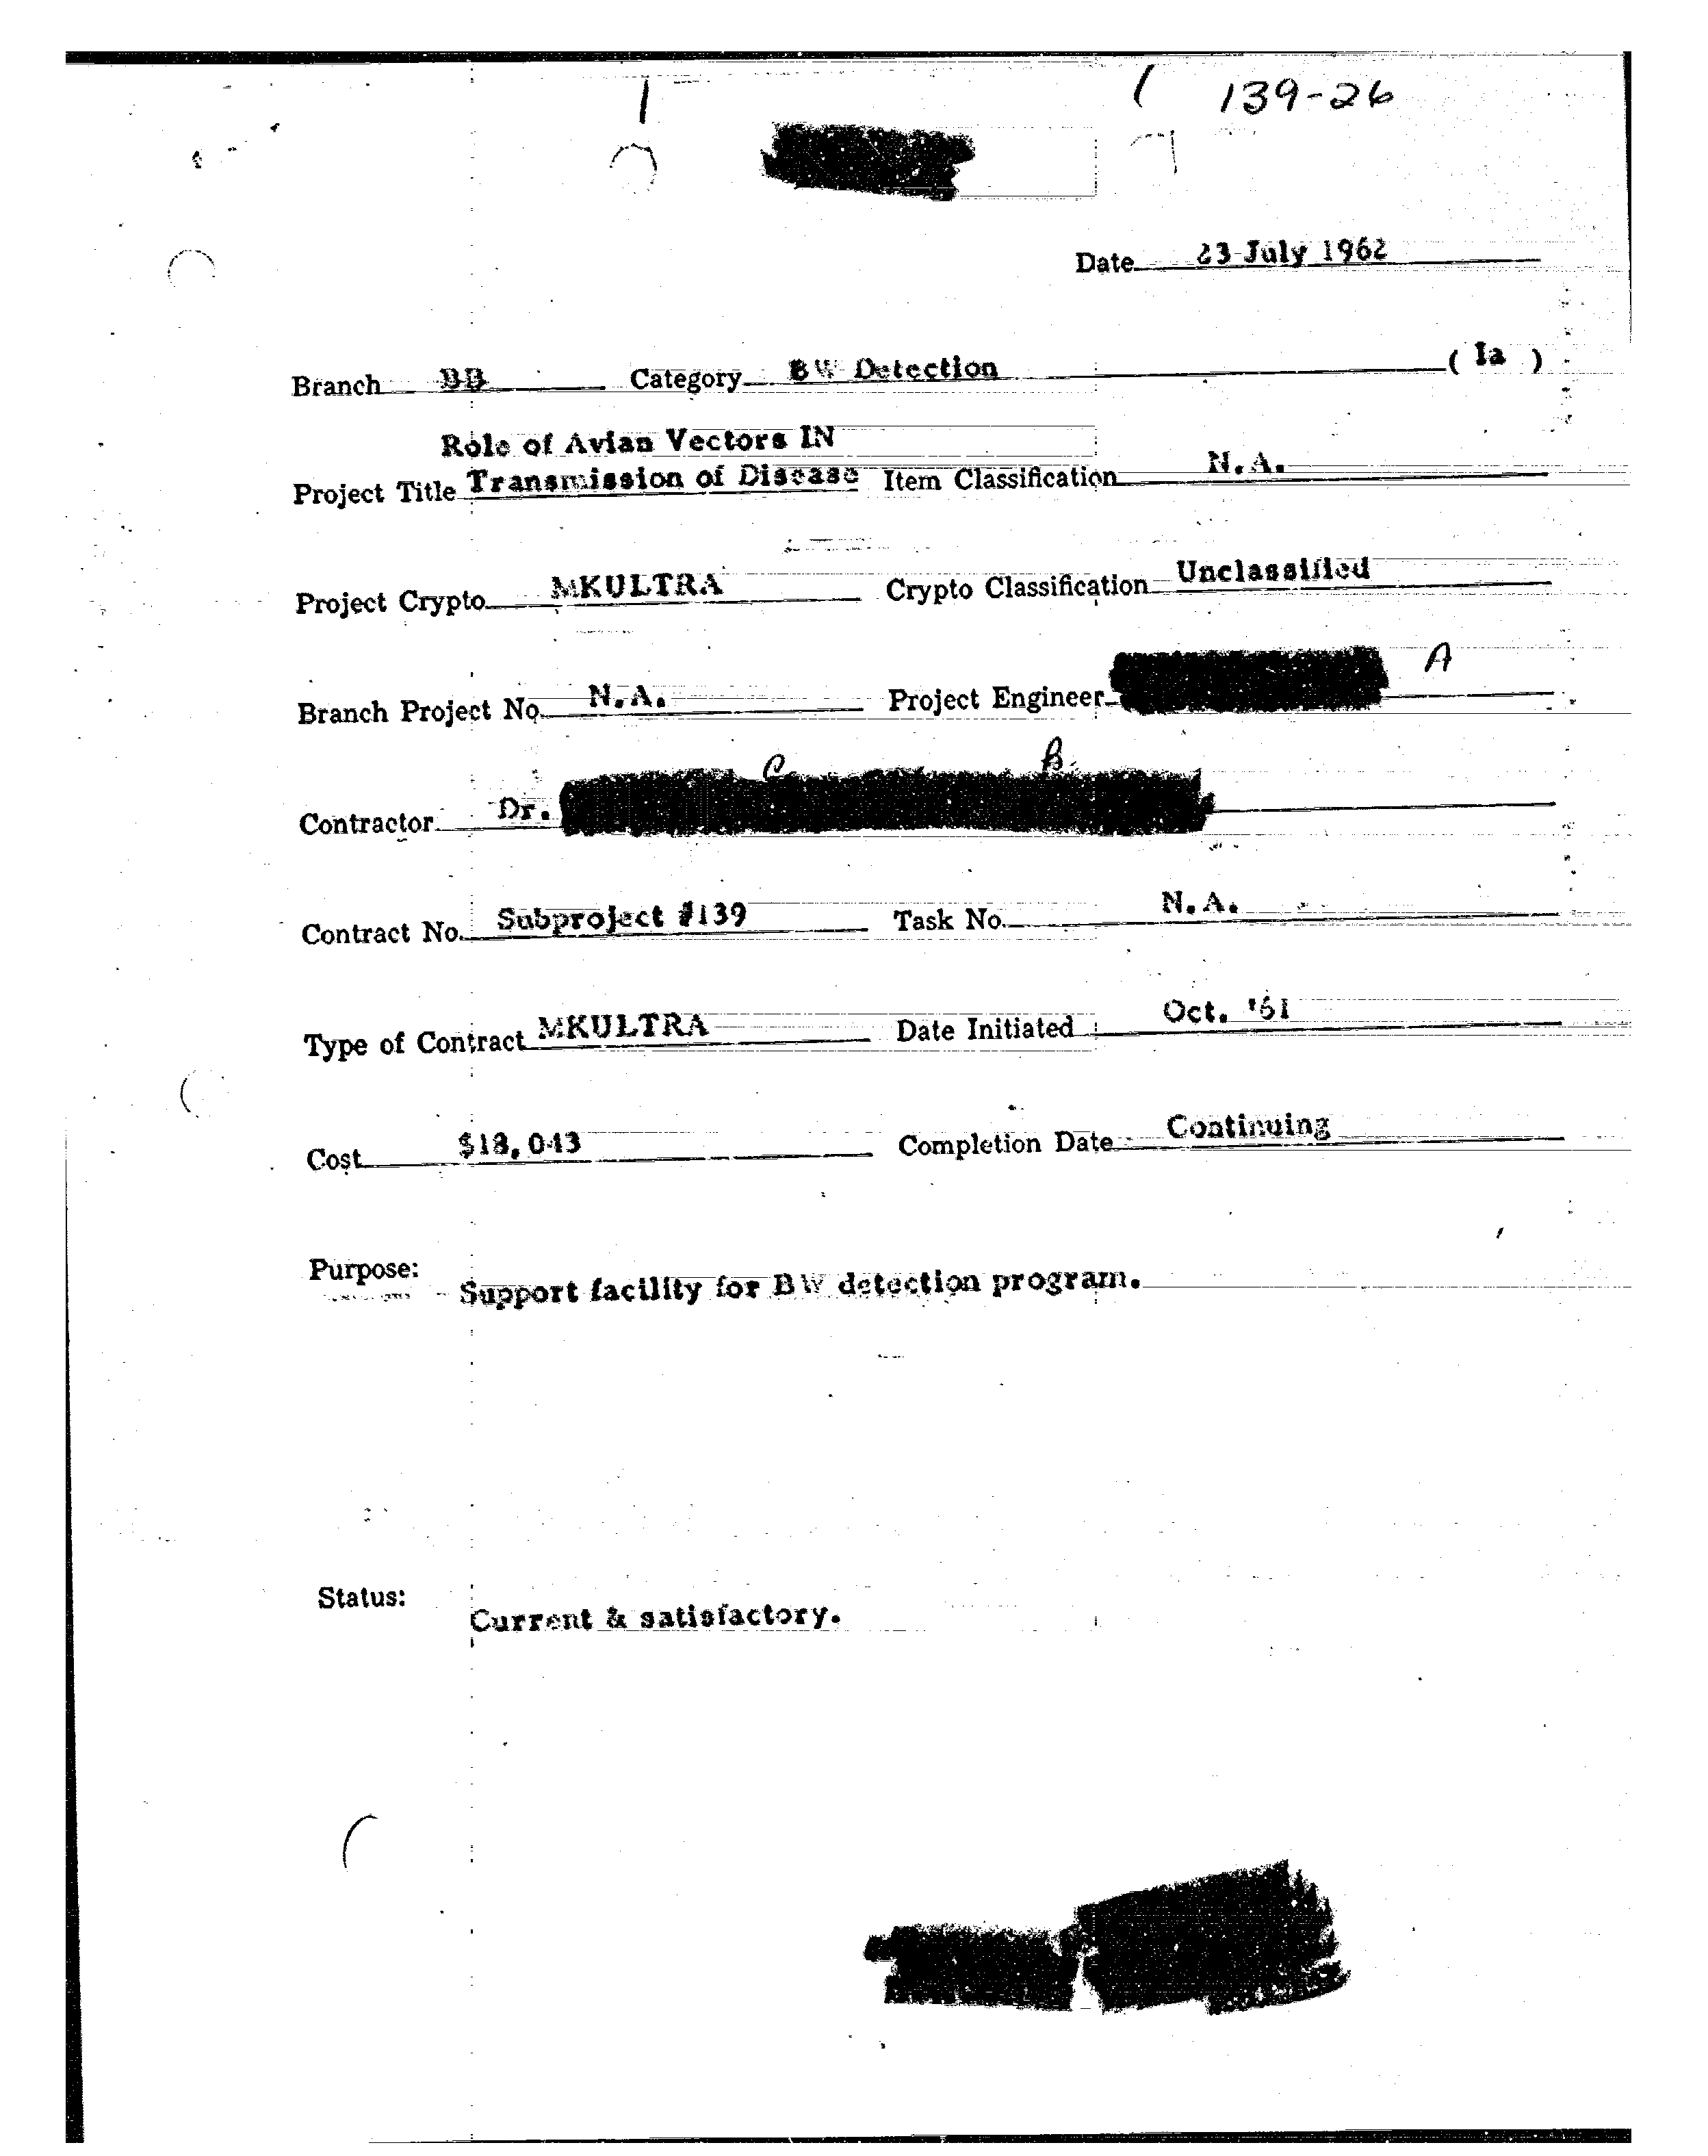 139-26
Date 23 July 1962
Branch BB Category BW Detection ( Ia )
Role of Avian Vectors IN
Project Title Transmission of Disease Item Classification N.A.
Project Crypto MKULTRA Crypto Classification Unclassified
Branch Project No. N.A. Project Engineer A
C B
Contractor Dr.
Contract No. Subproject #139 Task No. N.A.
Type of Contract MKULTRA Date Initiated Oct. '61
Cost $18,043 Completion Date Continuing
Purpose:
Support facility for BW detection program.
Status:
Current & satisfactory.